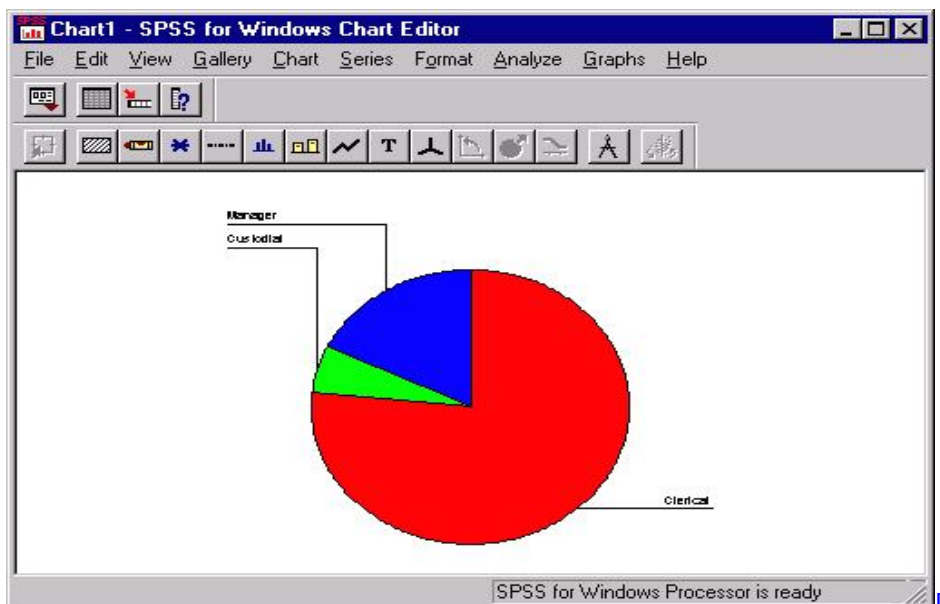 SPSS
Chart1 - SPSS for Windows Chart Editor
File Edit View Gallery Chart Series Format Analyze Graphs Help
T
Manager
Custodial
Clerical
SPSS for Windows Processor is ready